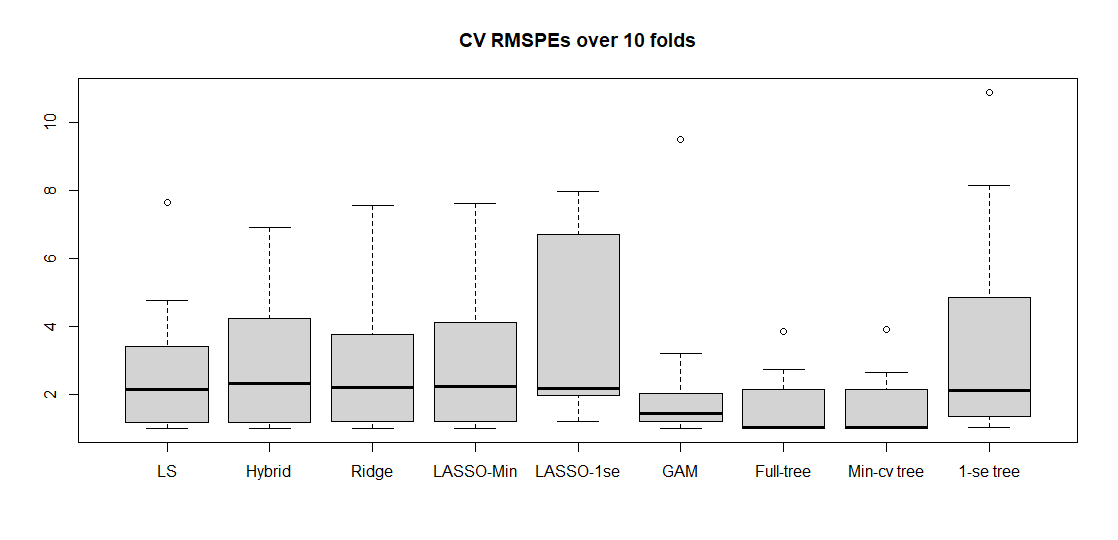 CV RMSPEs over 10 folds
10
8
6
4
2
LS Hybrid Ridge LASSO-Min LASSO-1se GAM Full-tree Min-cv tree 1-se tree